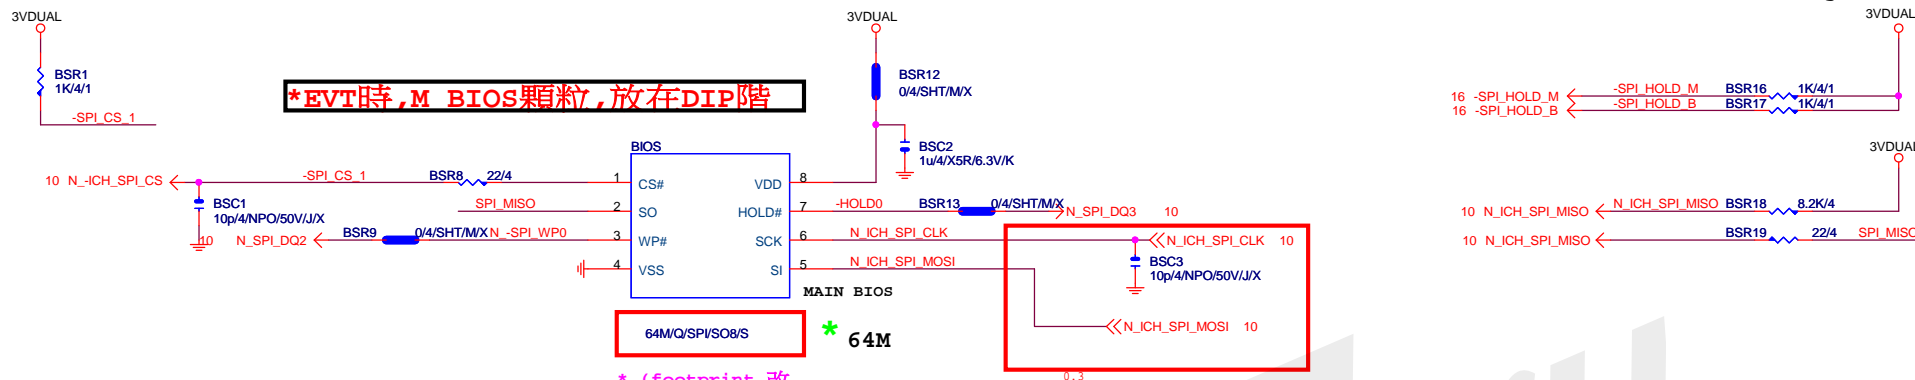 3VDUAL
3VDUAL
3VDUAL
BSR1
1K/4/1
BSR12
0/4/SHT/M/X
*EVT時,M BIOS顆粒,放在DIP階
-SPI_CS_1
16 -SPI_HOLD_M
-SPI_HOLD_M
BSR16
1K/4/1
16 -SPI_HOLD_B
-SPI_HOLD_B
BSR17
1K/4/1
BIOS
BSC2
1u/4/X5R/6.3V/K
3VDUAL
10 N_-ICH_SPI_CS
-SPI_CS_1
BSR8
22/4
1
CS#
VDD
8
BSC1
10p/4/NPO/50V/J/X
SPI_MISO
2
SO
HOLD#
7
-HOLD0
BSR13
0/4/SHT/M/X
N_SPI_DQ3 10
10 N_ICH_SPI_MISO
N_ICH_SPI_MISO
BSR18
8.2K/4
10 N_SPI_DQ2
BSR9
0/4/SHT/M/X
N_-SPI_WP0
3
WP#
SCK
6
N_ICH_SPI_CLK
N_ICH_SPI_CLK 10
10 N_ICH_SPI_MISO
BSR19
22/4
SPI_MISO
4
VSS
SI
5
N_ICH_SPI_MOSI
BSC3
10p/4/NPO/50V/J/X
MAIN BIOS
64M/Q/SPI/SO8/S
* 64M
N_ICH_SPI_MOSI 10
* (footprint 改
0.3